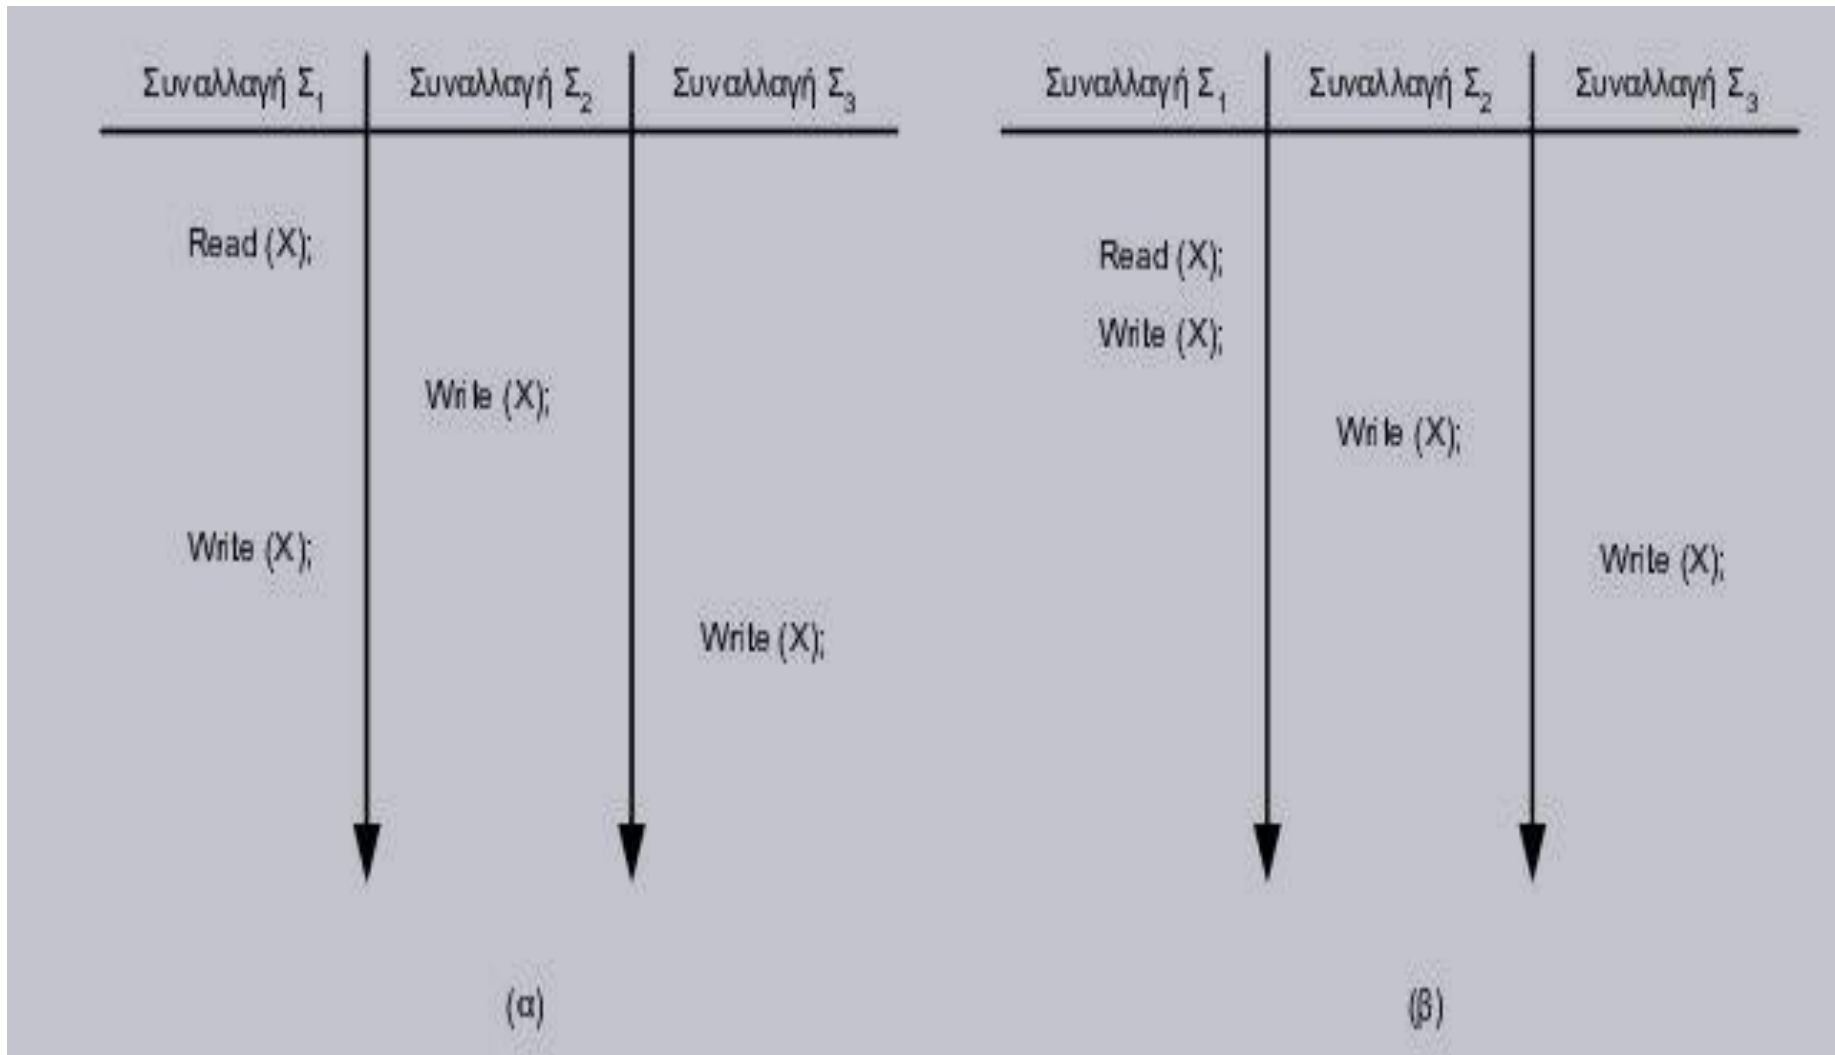 Συναλλαγή Σ1 Συναλλαγή Σ2 Συναλλαγή Σ3
Read (X);
Write (X);
Write (X);
Write (X);
(α)
Συναλλαγή Σ1 Συναλλαγή Σ2 Συναλλαγή Σ3
Read (X);
Write (X);
Write (X);
Write (X);
(β)